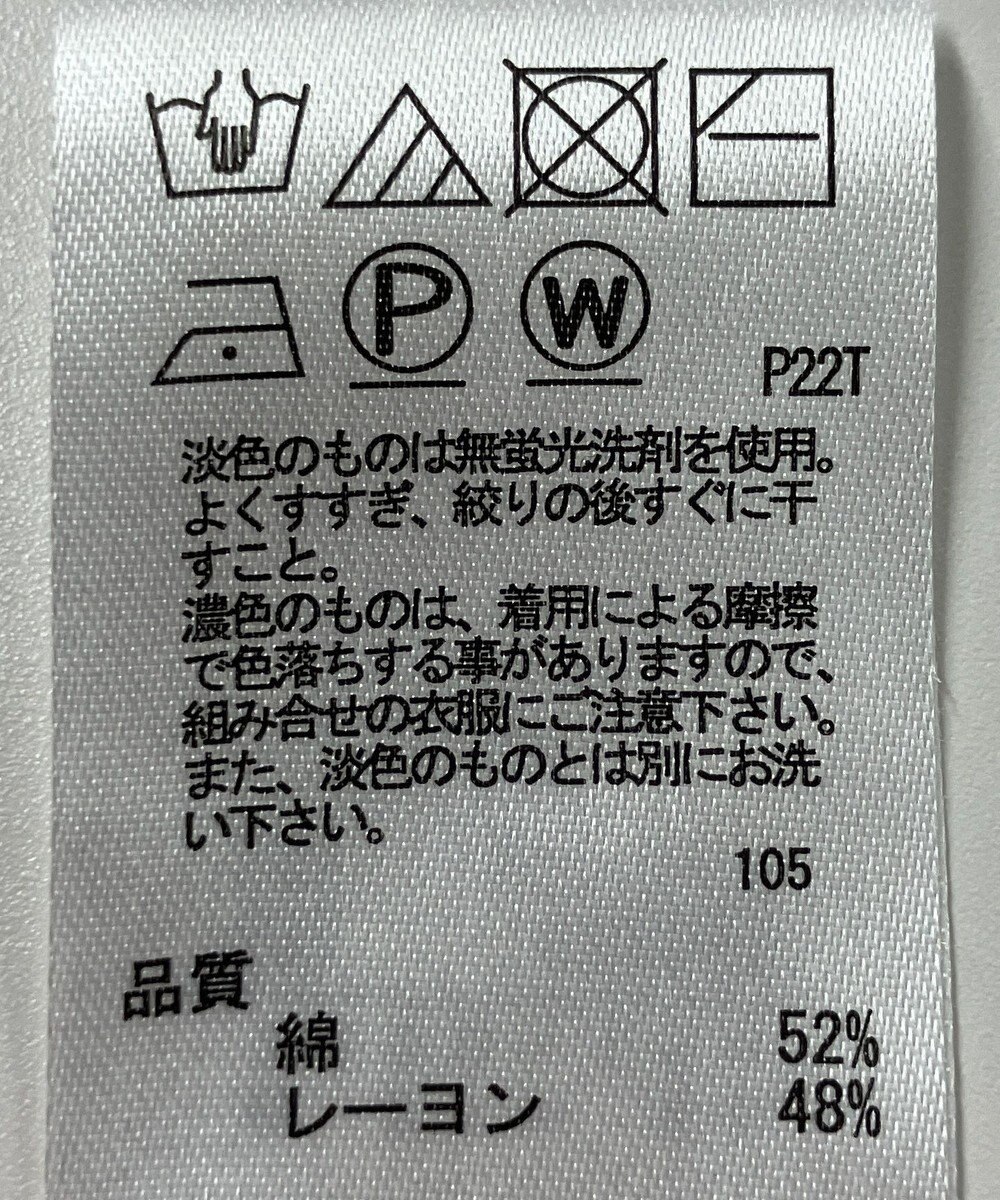 P
W
P22T
淡色のものは無蛍光洗剤を使用。
よくすすぎ、絞りの後すぐに干
すこと。
濃色のものは、着用による摩擦
で色落ちする事がありますので、
組み合せの衣服にご注意下さい。
また、淡色のものとは別にお洗
い下さい。
105
品質
綿 52%
レーヨン 48%